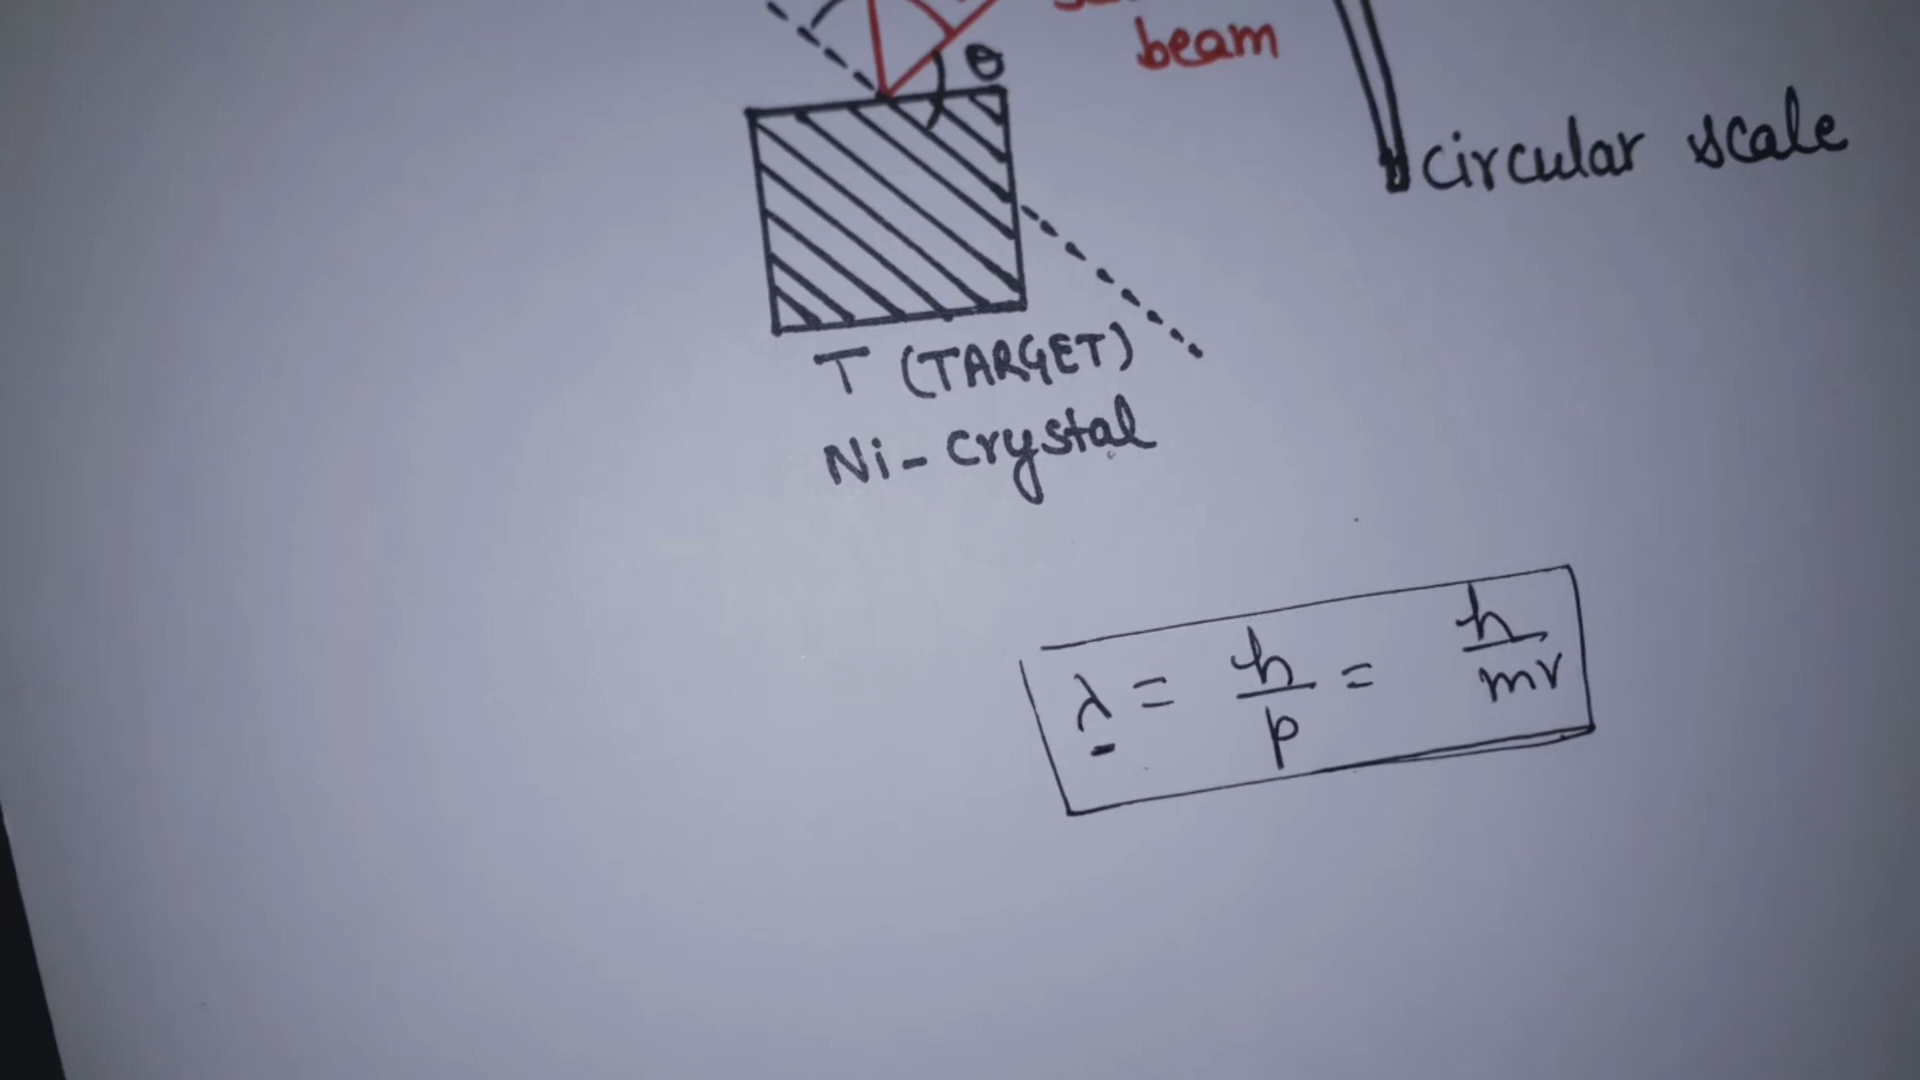 beam
θ
circular scale
T (TARGET)
Ni-crystal
λ = h/p = h/mv